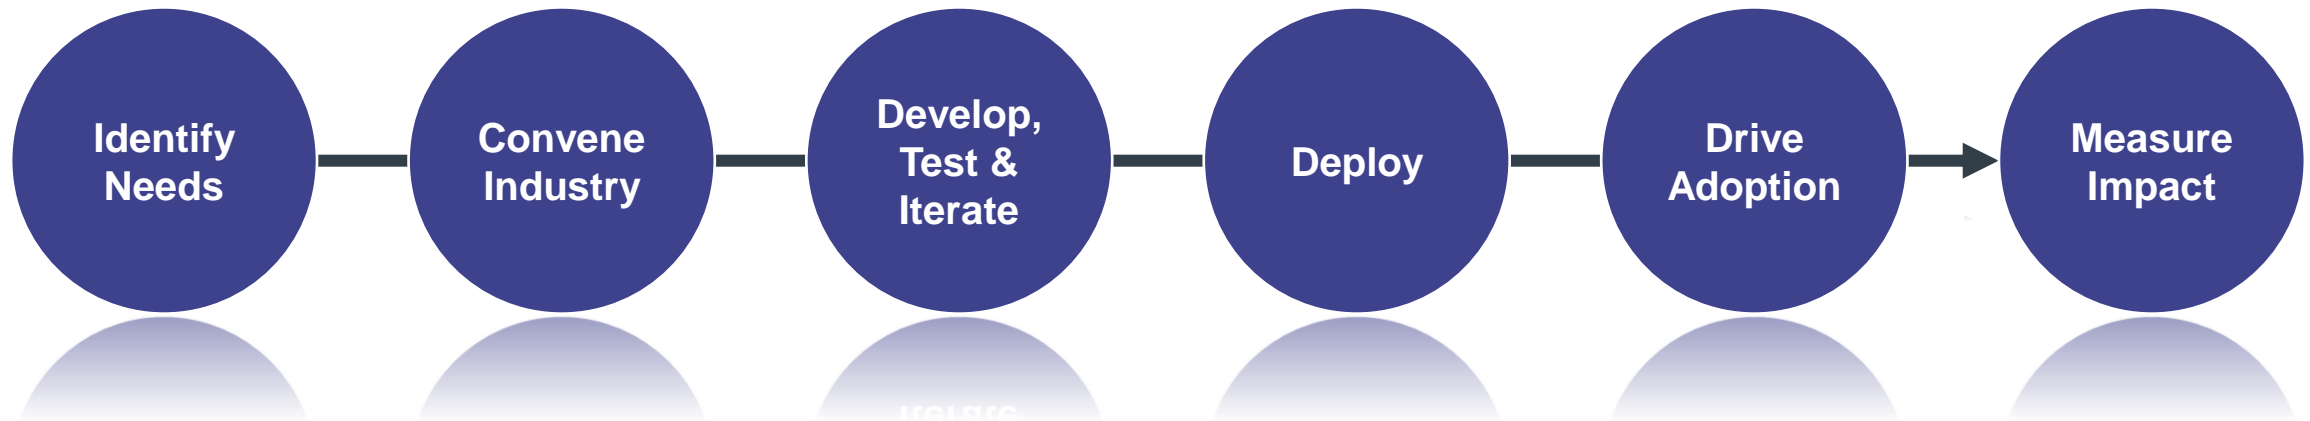 Identify
Needs
Convene
Industry
Develop,
Test &
Iterate
Deploy
Drive
Adoption
Measure
Impact